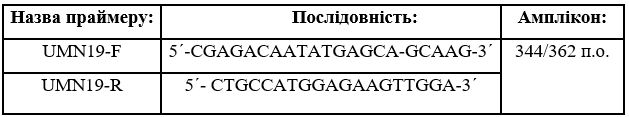 Назва праймеру: Послідовність: Амплікон:
UMN19-F 5´-CGAGACAATATGAGCA-GCAAG-3´ 344/362 п.о.
UMN19-R 5´- CTGCCATGGAGAAGTTGGA-3´